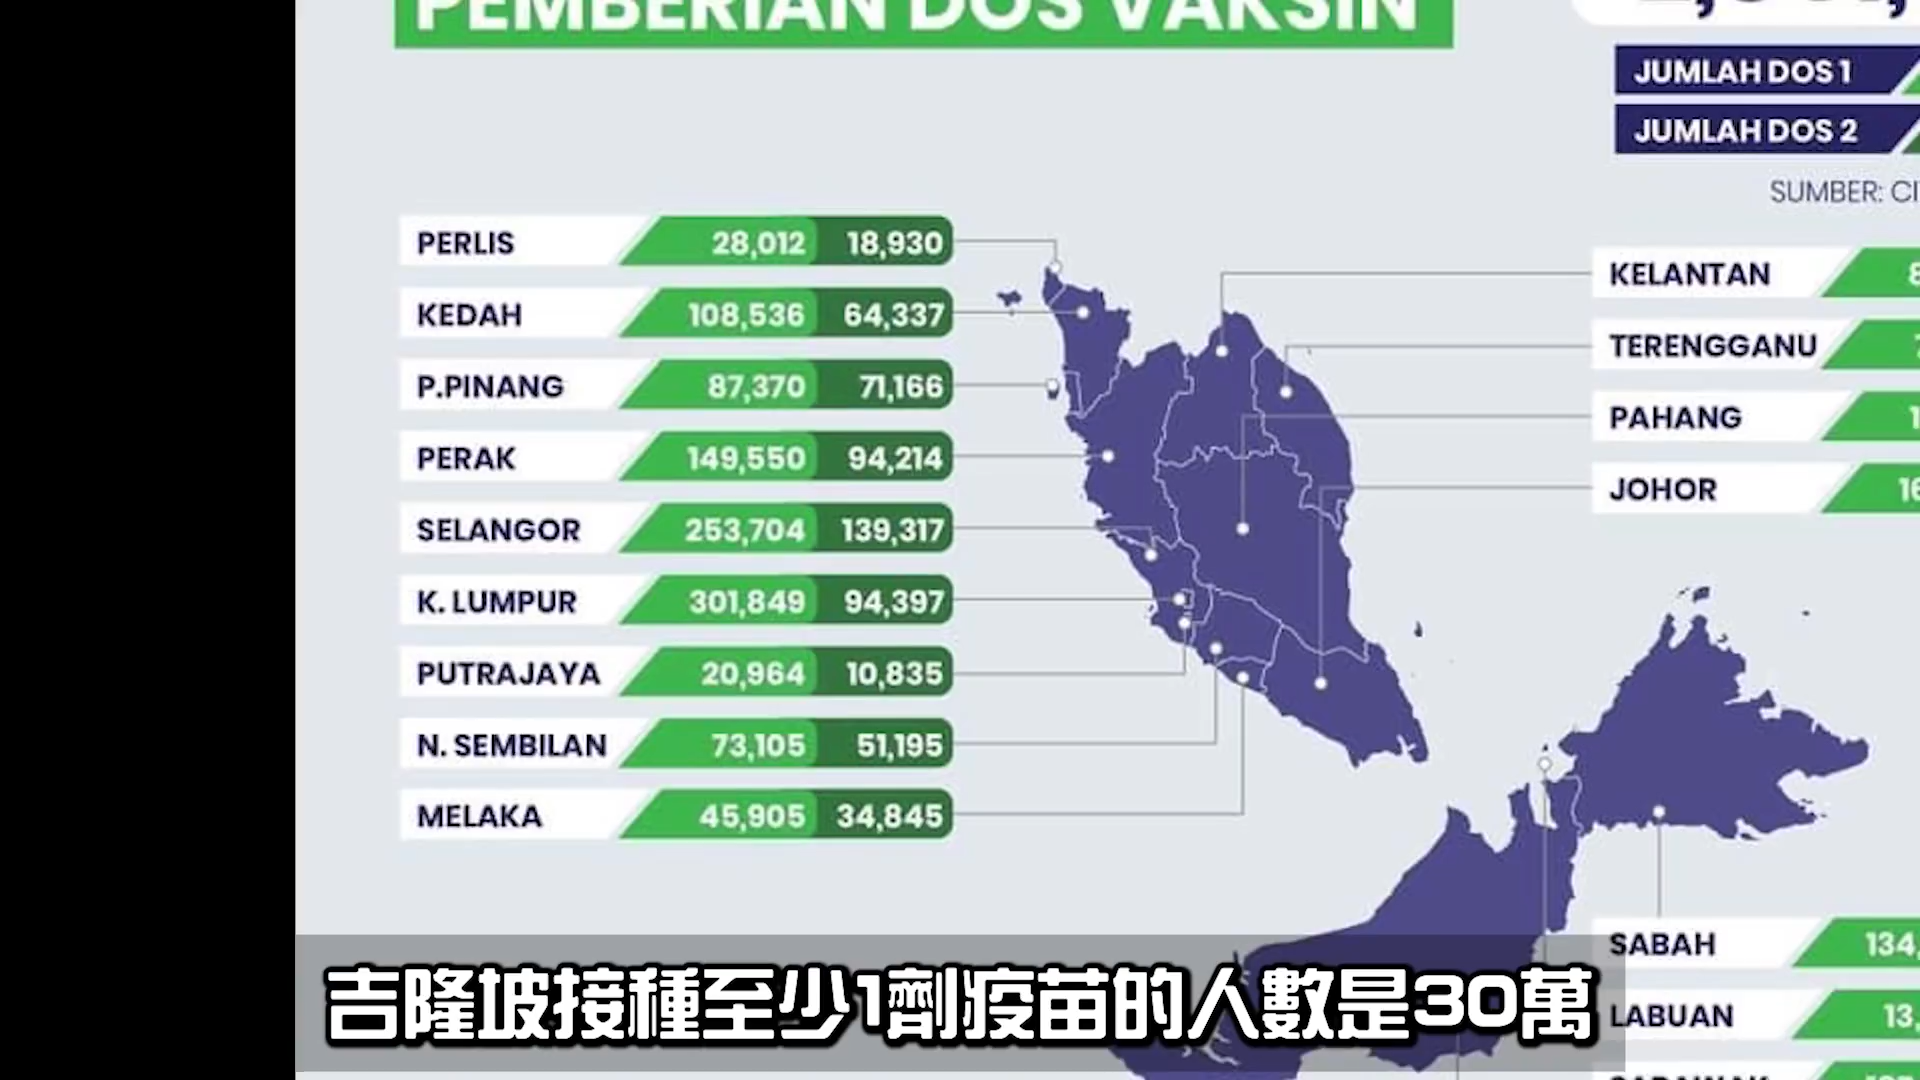 PEMBERIAN DOS VAKSIN
JUMLAH DOS 1
JUMLAH DOS 2
SUMBER:
PERLIS 28,012 18,930
KEDAH 108,536 64,337
P.PINANG 87,370 71,166
PERAK 149,550 94,214
SELANGOR 253,704 139,317
K. LUMPUR 301,849 94,397
PUTRAJAYA 20,964 10,835
N. SEMBILAN 73,105 51,195
MELAKA 45,905 34,845
KELANTAN
TERENGGANU
PAHANG
JOHOR
SABAH 134,
LABUAN 13,
吉隆坡接種至少1劑疫苗的人數是30萬